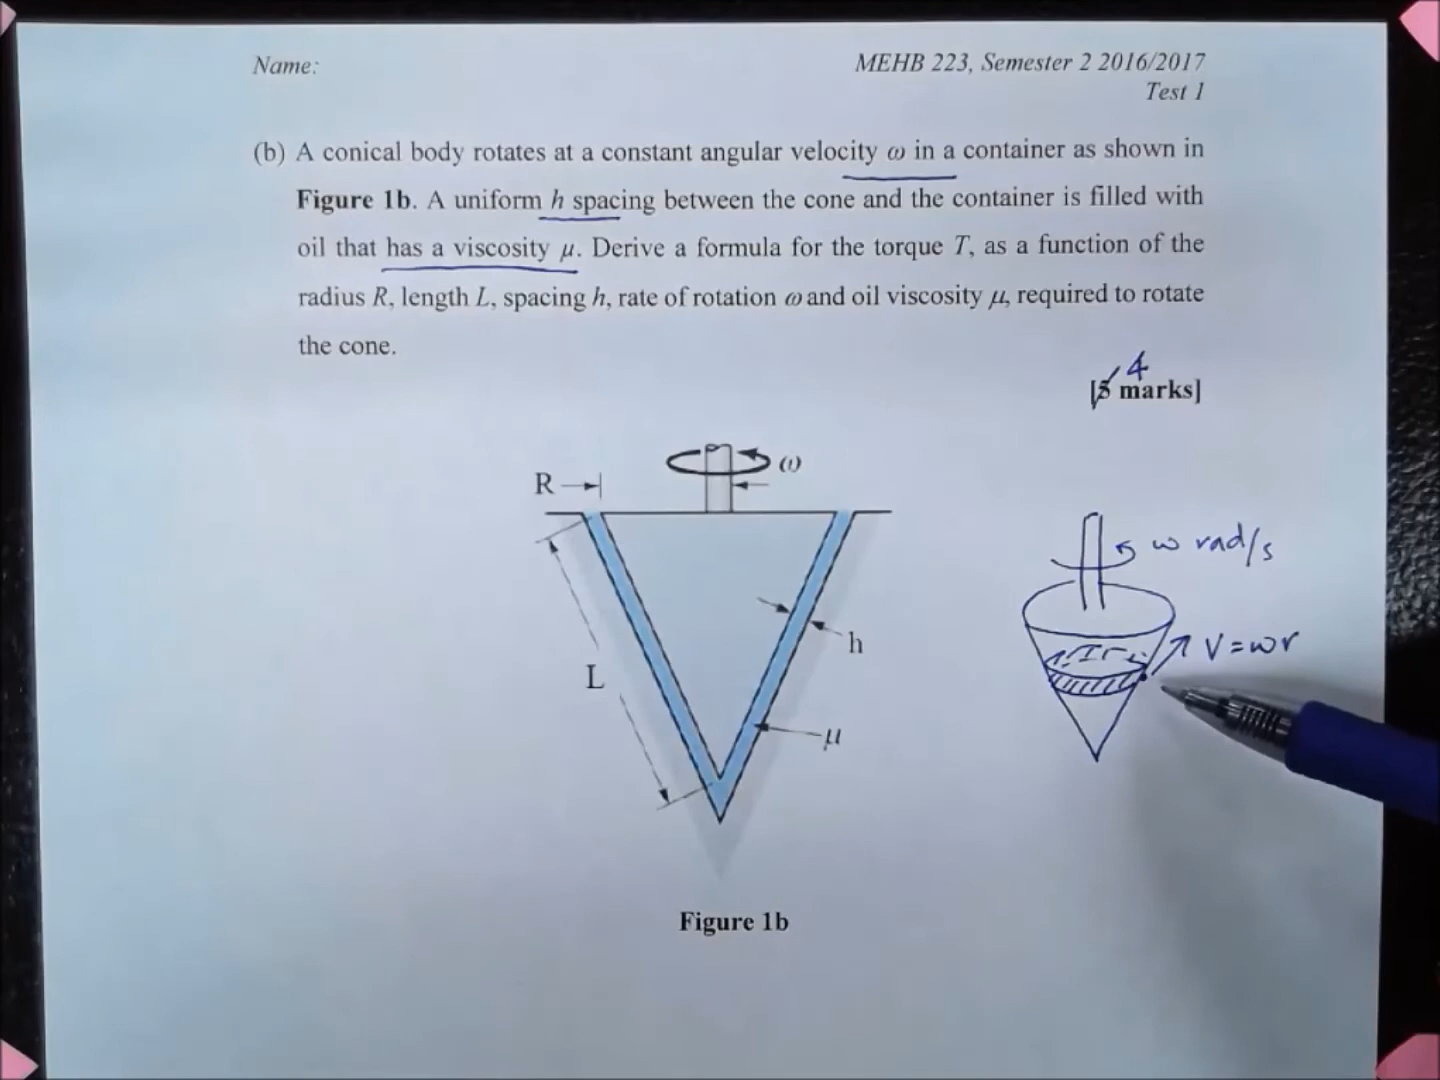 Name:
MEHB 223, Semester 2 2016/2017
Test 1
(b) A conical body rotates at a constant angular velocity ω in a container as shown in
Figure 1b. A uniform h spacing between the cone and the container is filled with
oil that has a viscosity μ. Derive a formula for the torque T, as a function of the
radius R, length L, spacing h, rate of rotation ω and oil viscosity μ, required to rotate
the cone.
4
[5 marks]
R
ω
ω rad/s
h
V=ωr
r
L
μ
Figure 1b